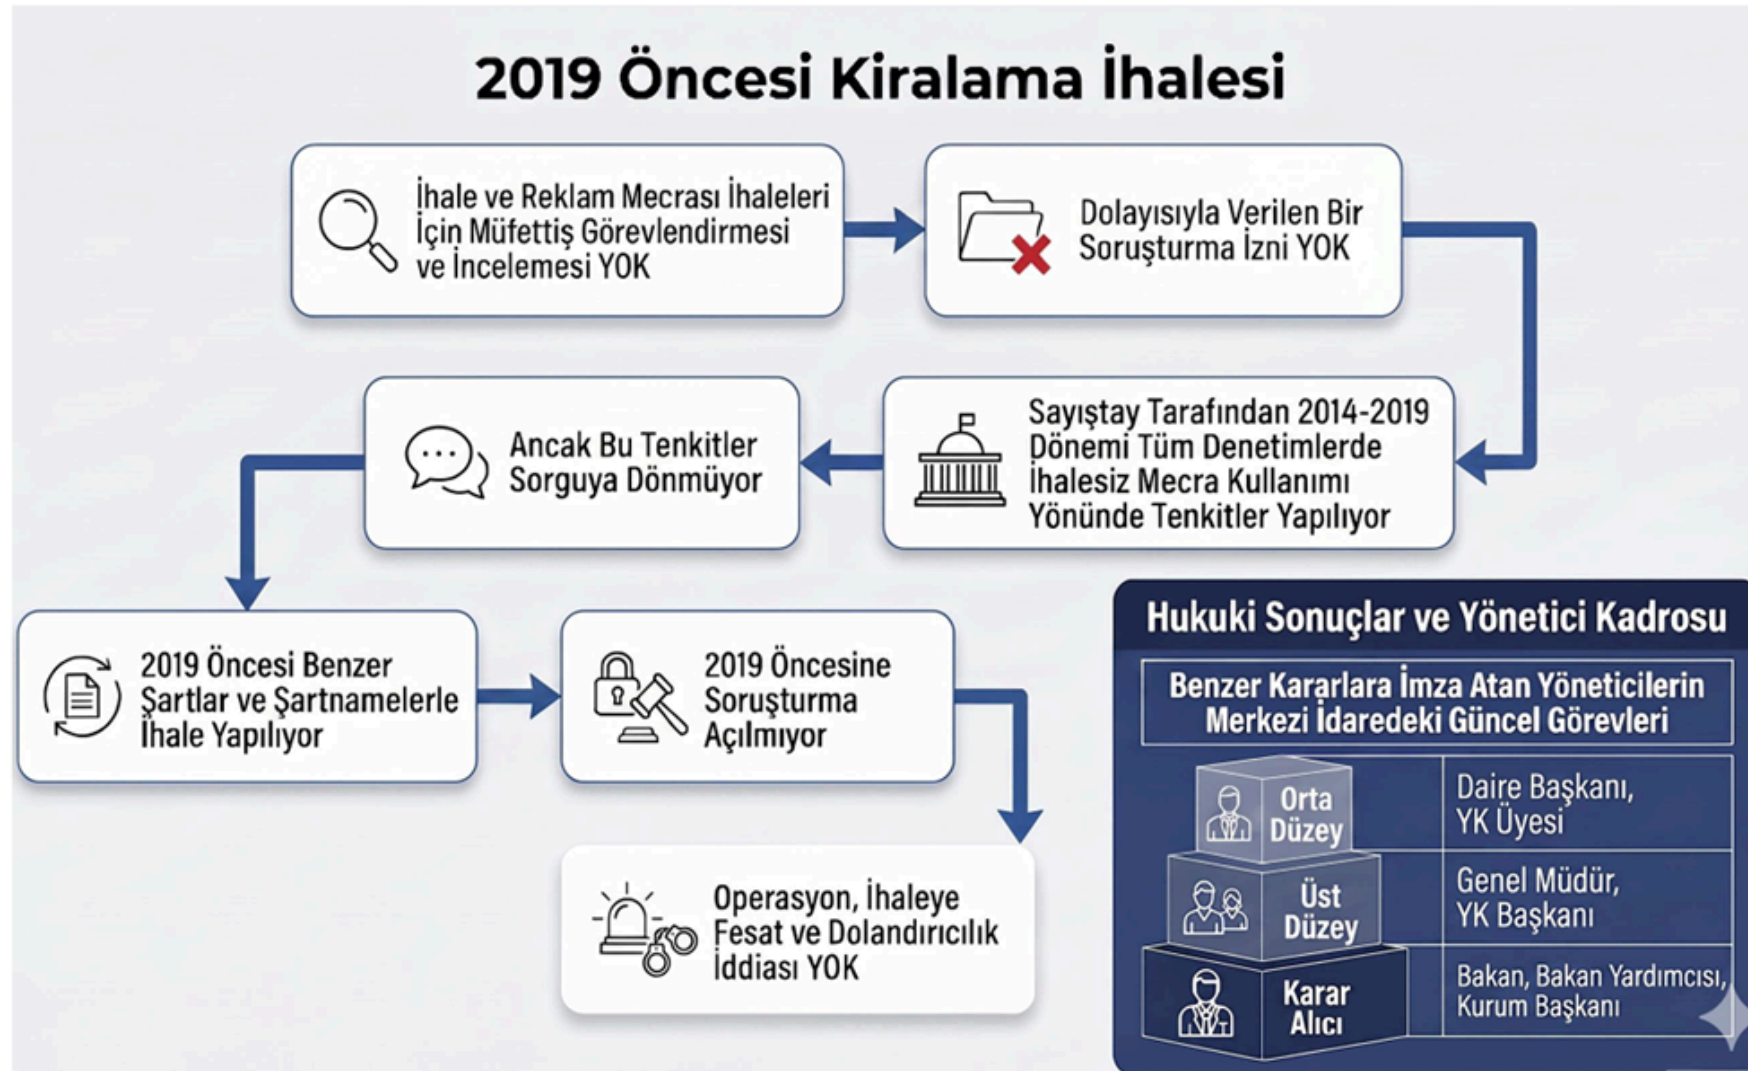 2019 Öncesi Kiralama İhalesi
İhale ve Reklam Mecrası İhaleleri
İçin Müfettiş Görevlendirmesi
ve İncelemesi YOK
Dolayısıyla Verilen Bir
Soruşturma İzni YOK
Sayıştay Tarafından 2014-2019
Dönemi Tüm Denetimlerde
İhalesiz Mecra Kullanımı
Yönünde Tenkitler Yapılıyor
Ancak Bu Tenkitler
Sorguya Dönmüyor
2019 Öncesi Benzer
Şartlar ve Şartnamelerle
İhale Yapılıyor
2019 Öncesine
Soruşturma
Açılmıyor
Operasyon, İhaleye
Fesat ve Dolandırıcılık
İddiası YOK
Hukuki Sonuçlar ve Yönetici Kadrosu
Benzer Kararlara İmza Atan Yöneticilerin
Merkezi İdaredeki Güncel Görevleri
Orta
Düzey
Daire Başkanı,
YK Üyesi
Üst
Düzey
Genel Müdür,
YK Başkanı
Karar
Alıcı
Bakan, Bakan Yardımcısı,
Kurum Başkanı